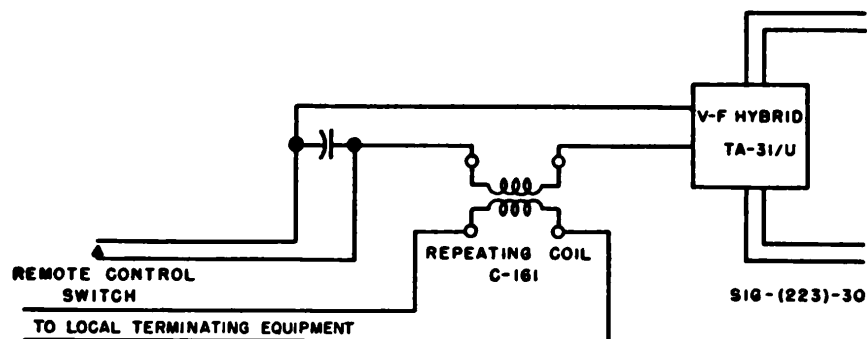 V-F HYBRID
TA-31/U
REMOTE CONTROL
SWITCH
REPEATING COIL
C-161
SIG-(223)-30
TO LOCAL TERMINATING EQUIPMENT